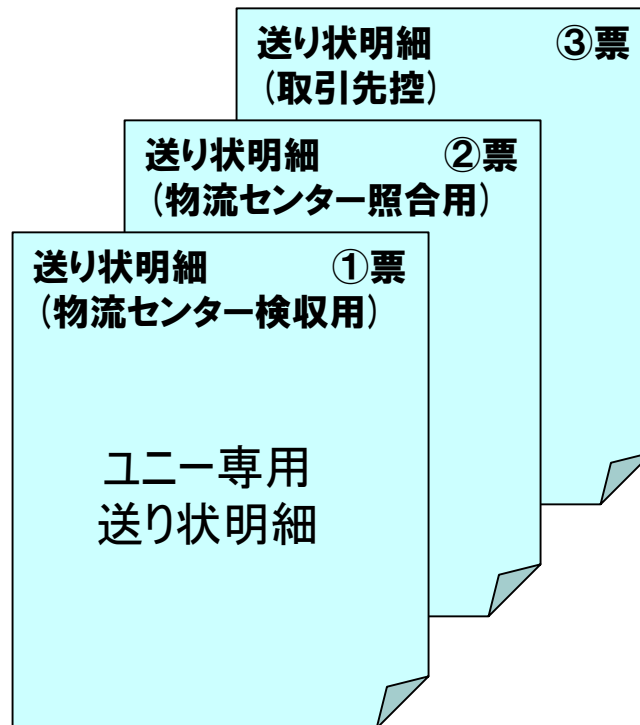 送り状明細 ③票
(取引先控)
送り状明細 ②票
(物流センター照合用)
送り状明細 ①票
(物流センター検収用)
ユニー専用
送り状明細